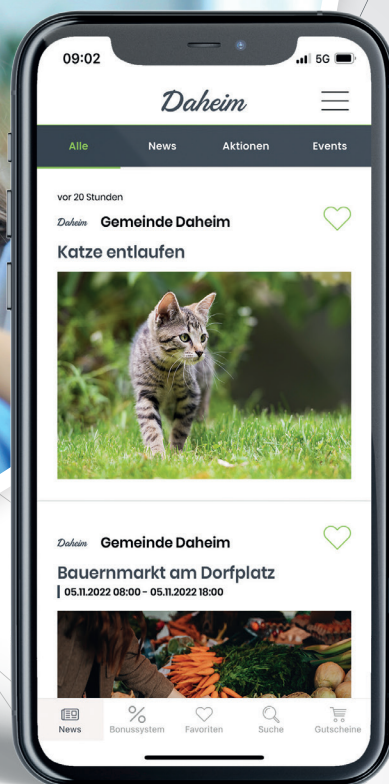 09:02
5G
Daheim
Alle News Aktionen Events
vor 20 Stunden
Daheim Gemeinde Daheim
Katze entlaufen
Daheim Gemeinde Daheim
Bauernmarkt am Dorfplatz
05.11.2022 08:00 - 05.11.2022 18:00
News Bonussystem Favoriten Suche Gutscheine